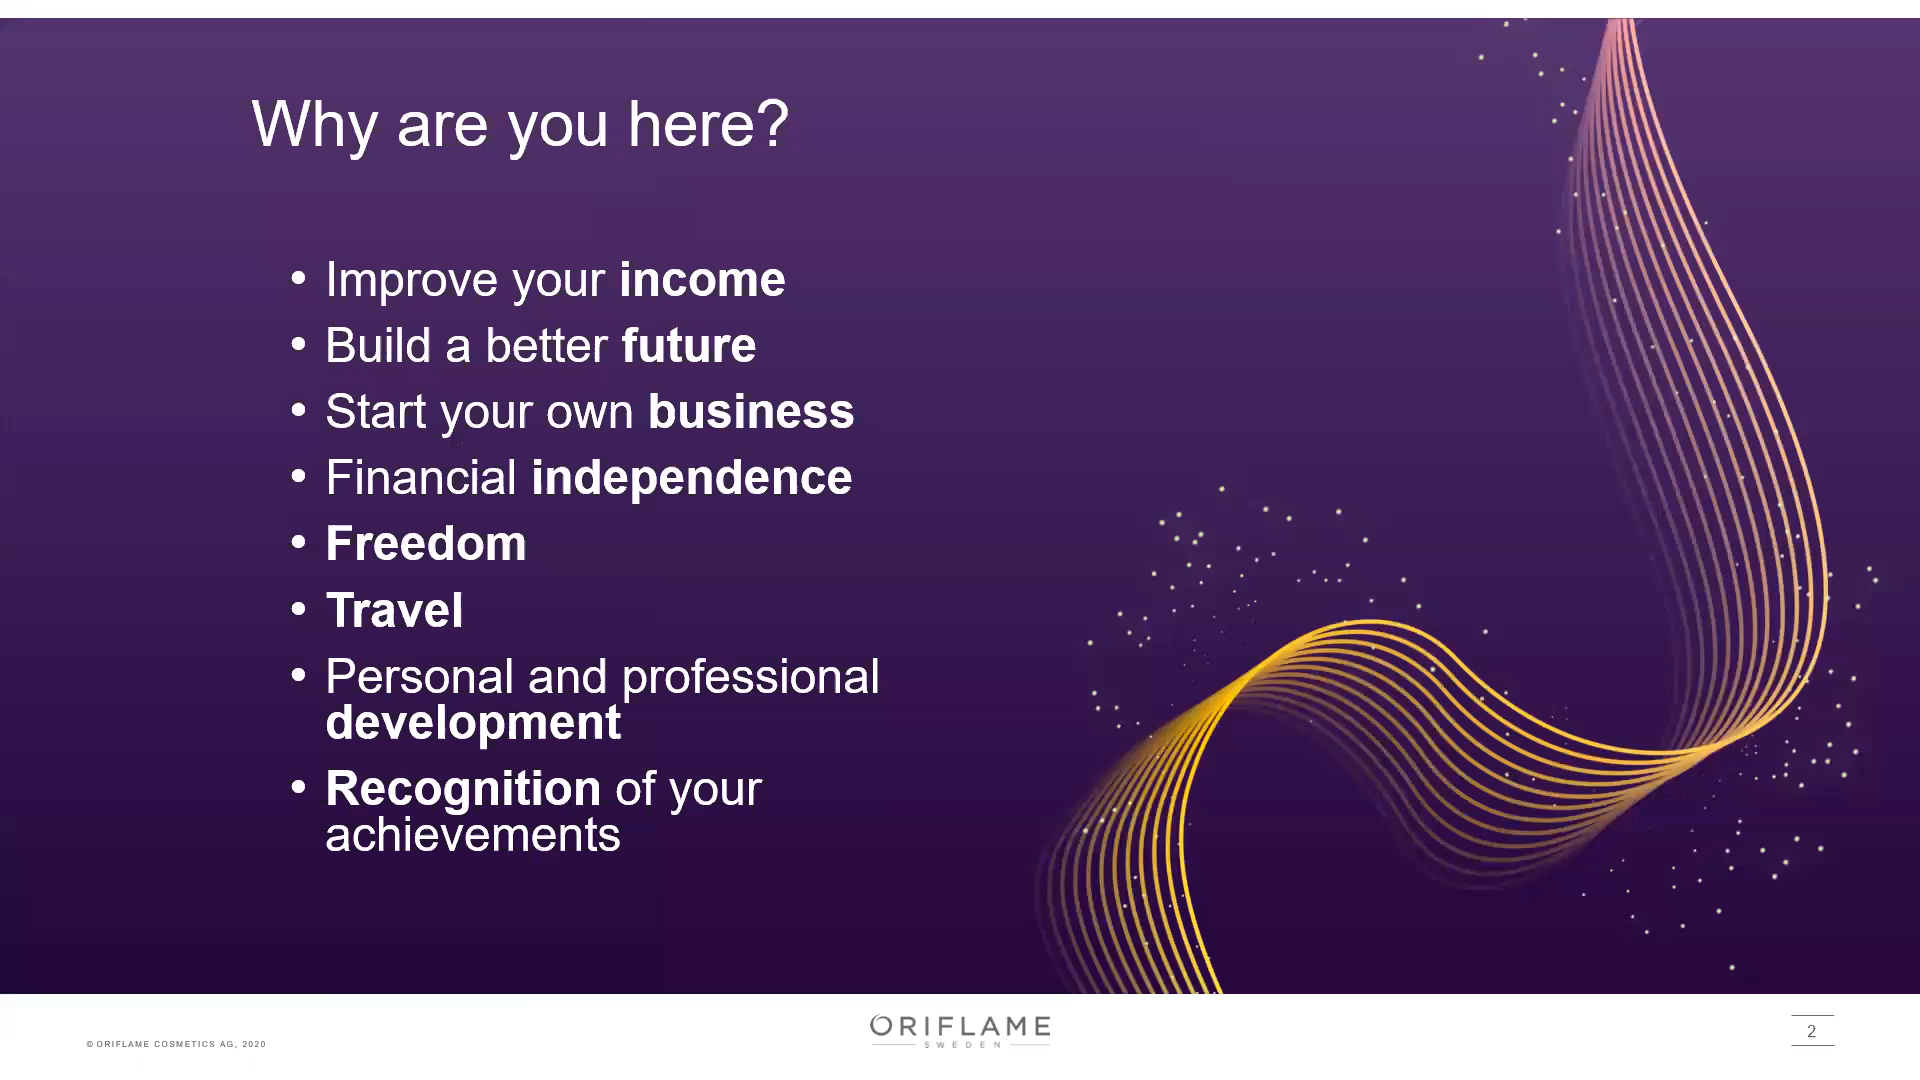 Why are you here?
• Improve your income
• Build a better future
• Start your own business
• Financial independence
• Freedom
• Travel
• Personal and professional
development
• Recognition of your
achievements
© ORIFLAME COSMETICS AG, 2020
ORIFLAME
SWEDEN
2